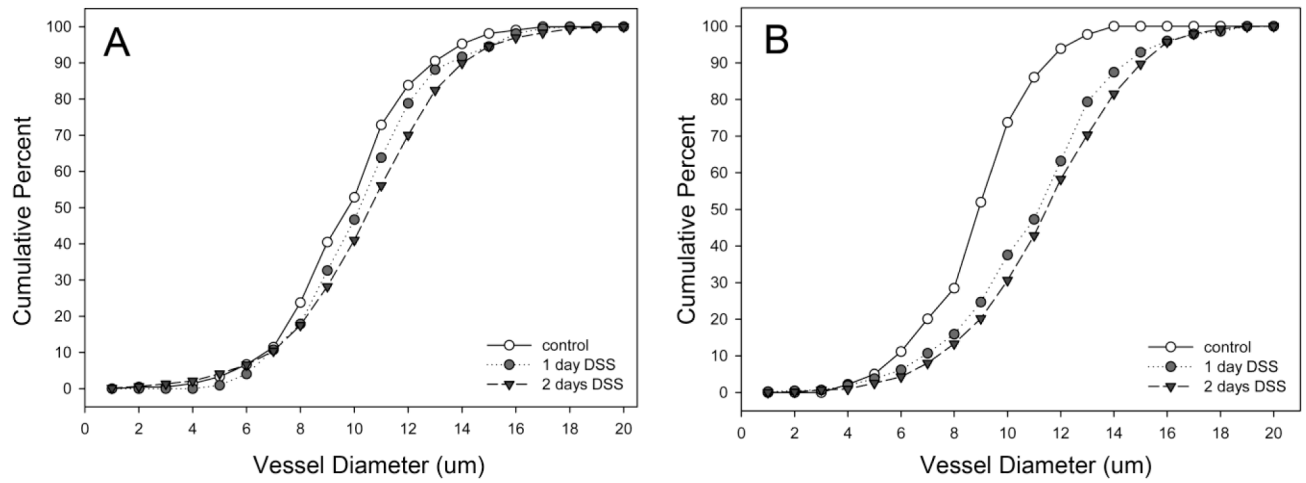 A
Cumulative Percent
100
90
80
70
60
50
40
30
20
10
0
control
1 day DSS
2 days DSS
0 2 4 6 8 10 12 14 16 18 20
Vessel Diameter (um)
B
Cumulative Percent
100
90
80
70
60
50
40
30
20
10
0
control
1 day DSS
2 days DSS
0 2 4 6 8 10 12 14 16 18 20
Vessel Diameter (um)